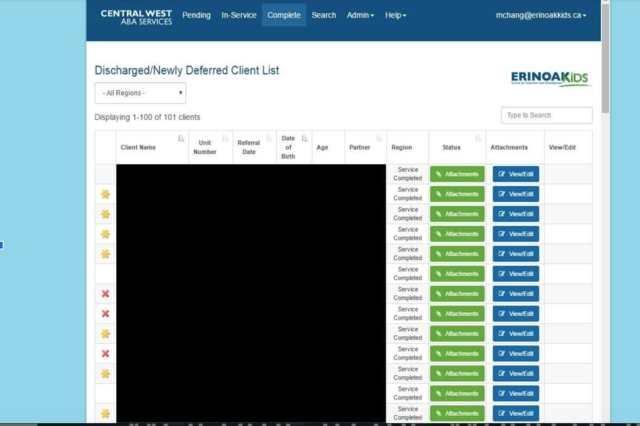 CENTRAL WEST
ABA SERVICES
Pending In-Service Complete Search Admin Help mchang@erinoakkids.ca
Discharged/Newly Deferred Client List
ERINOAKKiDS
- All Regions -
Displaying 1-100 of 101 clients
Type to Search
Client Name Unit Number Referral Date Date of Birth Age Partner Region Status Attachments View/Edit
Service Completed Attachments View/Edit
Service Completed Attachments View/Edit
Service Completed Attachments View/Edit
Service Completed Attachments View/Edit
Service Completed Attachments View/Edit
Service Completed Attachments View/Edit
Service Completed Attachments View/Edit
Service Completed Attachments View/Edit
Service Completed Attachments View/Edit
Service Completed Attachments View/Edit
Service Completed Attachments View/Edit
Service Completed Attachments View/Edit
Service Completed Attachments View/Edit